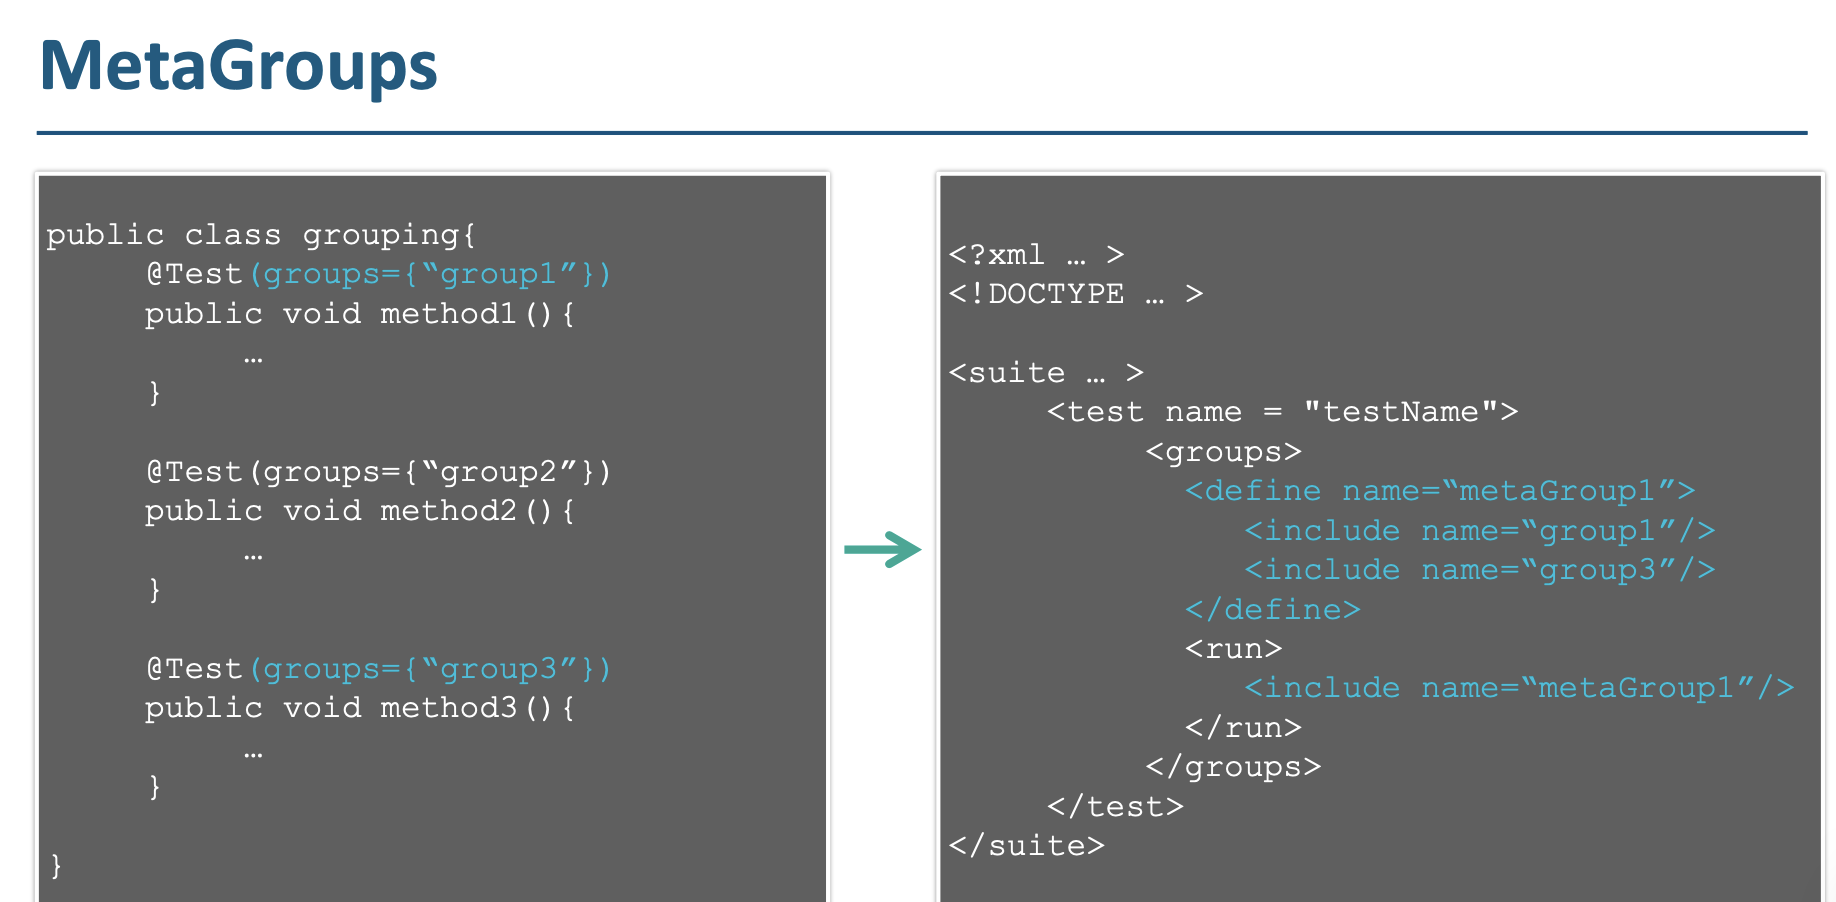 MetaGroups
public class grouping{
@Test(groups={“group1”})
public void method1(){
…
}
@Test(groups={“group2”})
public void method2(){
…
}
@Test(groups={“group3”})
public void method3(){
…
}
}
<?xml … >
<!DOCTYPE … >
<suite … >
<test name = "testName">
<groups>
<define name=“metaGroup1”>
<include name=“group1”/>
<include name=“group3”/>
</define>
<run>
<include name=“metaGroup1”/>
</run>
</groups>
</test>
</suite>